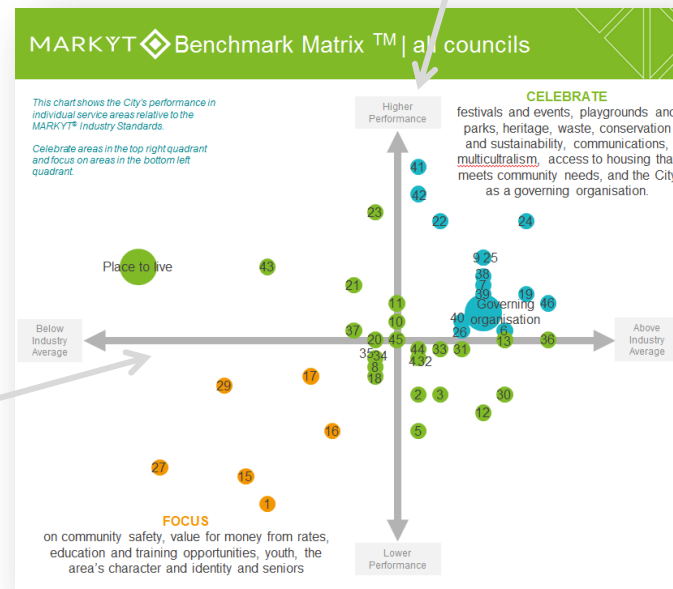 MARKYT Benchmark Matrix ™ | all councils
This chart shows the City's performance in
individual service areas relative to the
MARKYT® Industry Standards.
Celebrate areas in the top right quadrant
and focus on areas in the bottom left
quadrant.
Higher
Performance
CELEBRATE
festivals and events, playgrounds and
parks, heritage, waste, conservation
and sustainability, communications,
multiculturalism, access to housing that
meets community needs, and the City
as a governing organisation.
41
42
23
22
24
9 25
Place to live
43
38
21
7
39
19
46
11
Governing
organisation
10
40
37
26
6
Below
Industry
Average
20
45
13
36
Above
Industry
Average
35
34
44
33
31
4
32
8
18
17
29
2
3
30
12
16
5
27
15
1
FOCUS
on community safety, value for money from rates,
education and training opportunities, youth, the
area's character and identity and seniors
Lower
Performance